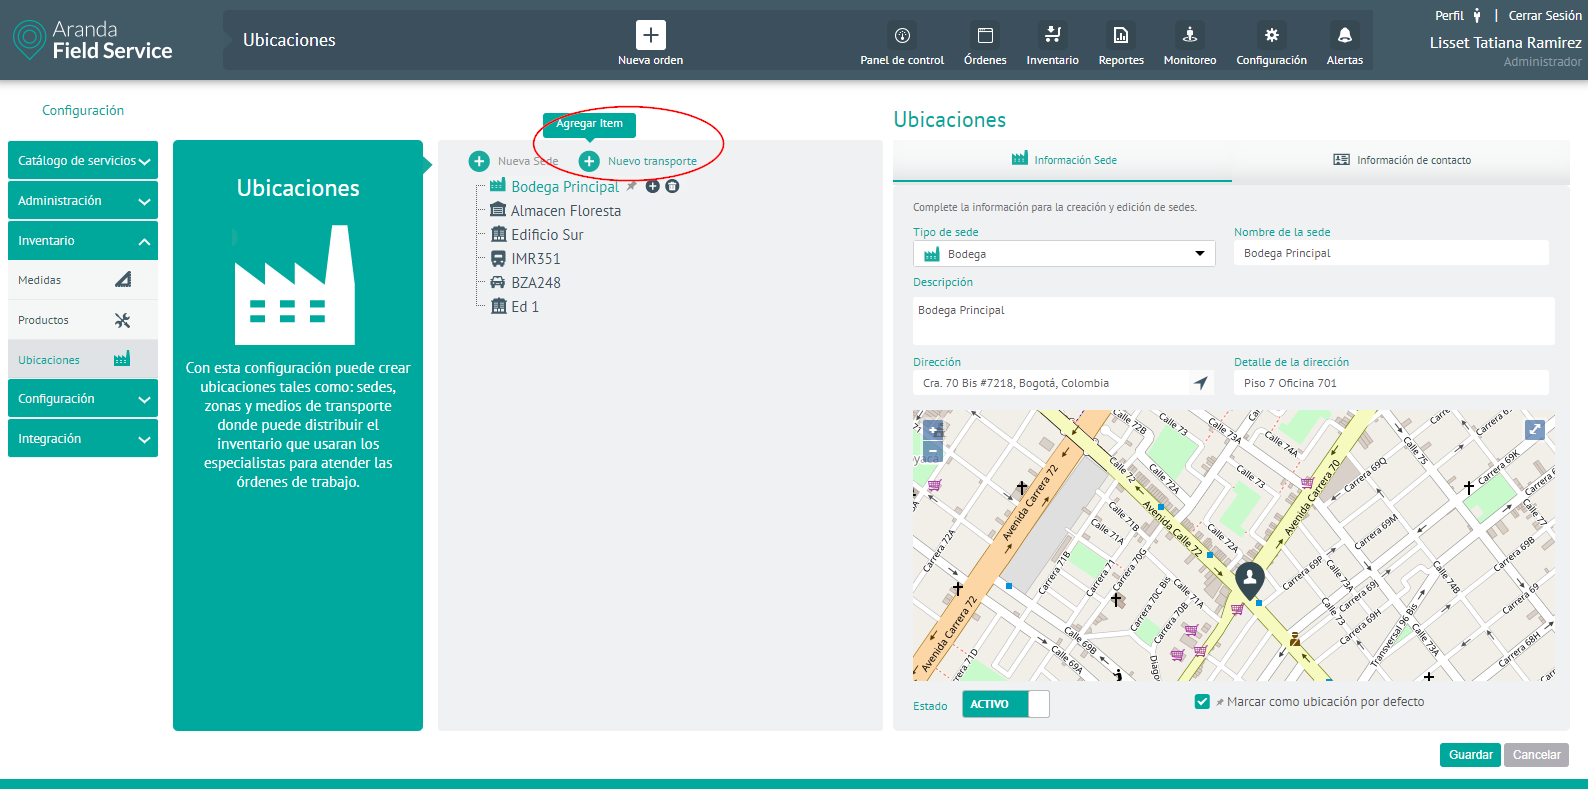 Aranda
Field Service
Ubicaciones
Nueva orden
Panel de control
Órdenes
Inventario
Reportes
Monitoreo
Configuración
Alertas
Perfil | Cerrar Sesión
Lisset Tatiana Ramirez
Administrador
Configuración
Catálogo de servicios
Administración
Inventario
Medidas
Productos
Ubicaciones
Configuración
Integración
Ubicaciones
Con esta configuración puede crear
ubicaciones tales como: sedes,
zonas y medios de transporte
donde puede distribuir el
inventario que usaran los
especialistas para atender las
órdenes de trabajo.
Agregar Item
Nueva Sede
Nuevo transporte
Bodega Principal
Almacen Floresta
Edificio Sur
IMR351
BZA248
Ed 1
Ubicaciones
Información Sede
Información de contacto
Complete la información para la creación y edición de sedes.
Tipo de sede
Nombre de la sede
Bodega
Bodega Principal
Descripción
Bodega Principal
Dirección
Detalle de la dirección
Cra. 70 Bis #7218, Bogotá, Colombia
Piso 7 Oficina 701
+
−
Calle 72B
Calle 73A
Calle 74A
Calle 75
Carrera 69Q
Carrera 69K
Carrera 69F
Calle 72
Calle 72A
Calle 73
Avenida Carrera 72
Avenida Carrera 70
Avenida Calle 72
Calle 71B
Calle 71A
Calle 72A
Carrera 69M
Calle 77
Carrera 72A
Carrera 71B
Carrera 70G
Carrera 71
Carrera 69P
Carrera 69B
Carrera 70C Bis
Calle 71A
Carrera 70B
Calle 73A
Carrera 69J
Calle 74B
Carrera 69
Avenida Carrera 72
Carrera 69H
Calle 73
Transversal 96 Bis
Calle 73A
Carrera 68H
Calle 69B
Calle 69A
Carrera 71D
Diago
Estado
ACTIVO
Marcar como ubicación por defecto
Guardar
Cancelar